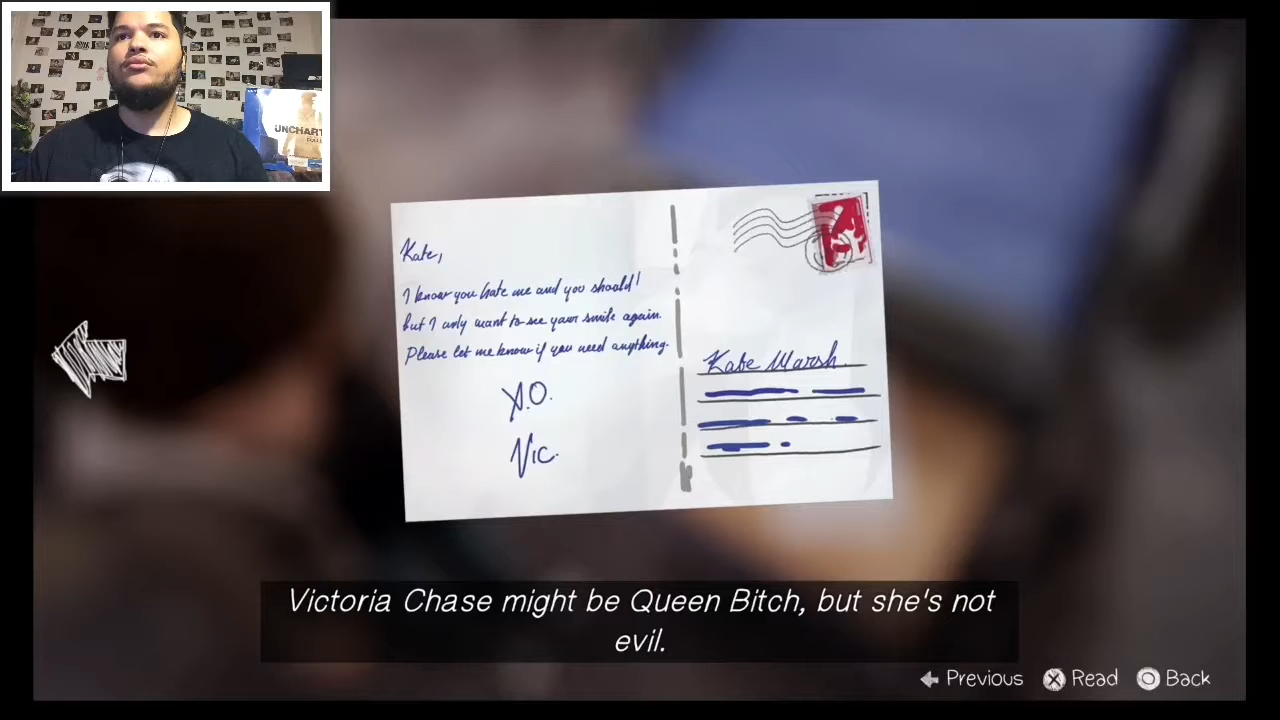 UNCHART
Kate,
I know you hate me and you should!
but I only want to see your smile again.
Please let me know if you need anything.
X.O.
Vic.
Kate Marsh
Victoria Chase might be Queen Bitch, but she's not
evil.
Previous
Read
Back